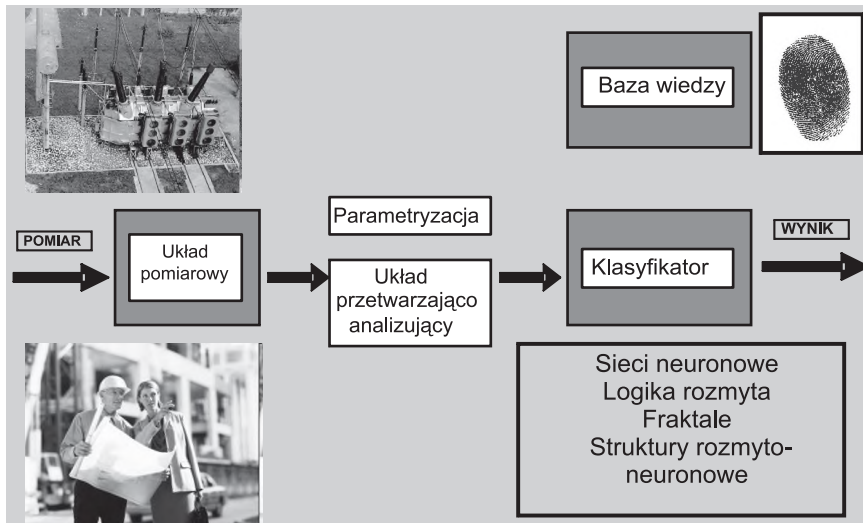 Baza wiedzy
Parametryzacja
POMIAR
WYNIK
Układ
pomiarowy
Układ
przetwarzająco
analizujący
Klasyfikator
Sieci neuronowe
Logika rozmyta
Fraktale
Struktury rozmyto-
neuronowe